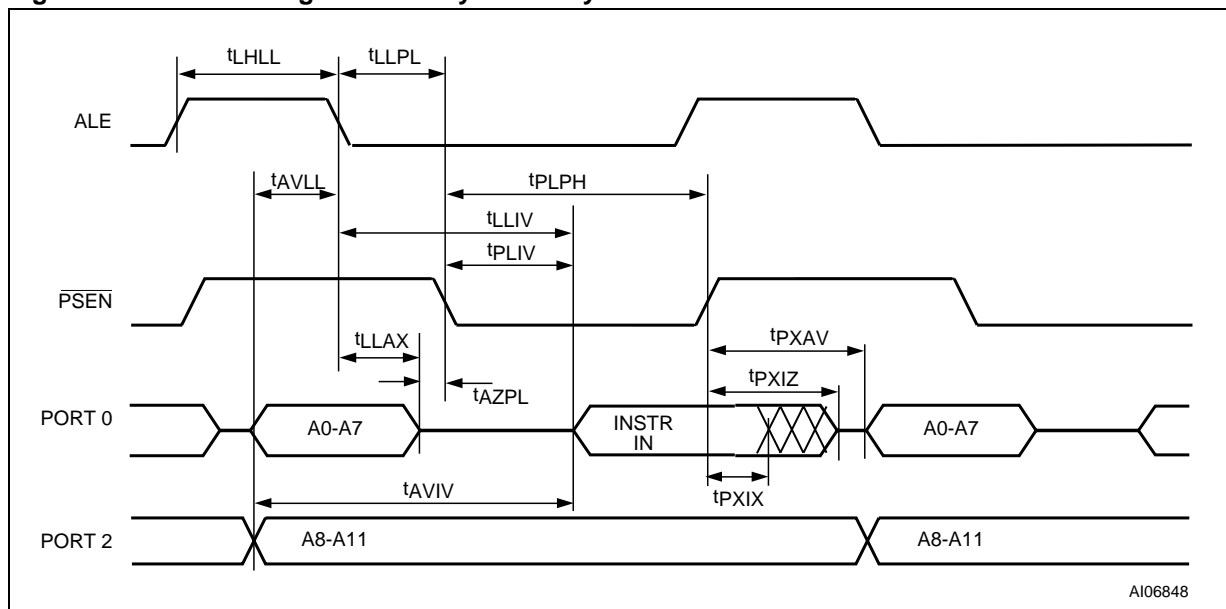 tLHLL
tLLPL
ALE
tAVLL
tPLPH
tLLIV
tPLIV
PSEN
tLLAX
tPXAV
tAZPL
tPXIZ
PORT 0
A0-A7
INSTR
IN
A0-A7
tAVIV
tPXIX
PORT 2
A8-A11
A8-A11
AI06848